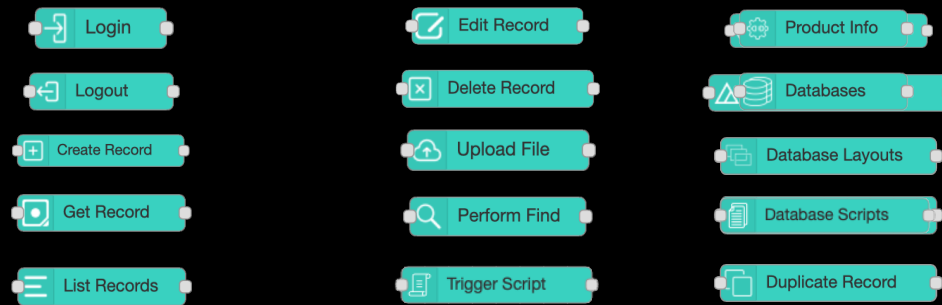 Login
Logout
Create Record
Get Record
List Records
Edit Record
Delete Record
Upload File
Perform Find
Trigger Script
Product Info
Databases
Database Layouts
Database Scripts
Duplicate Record